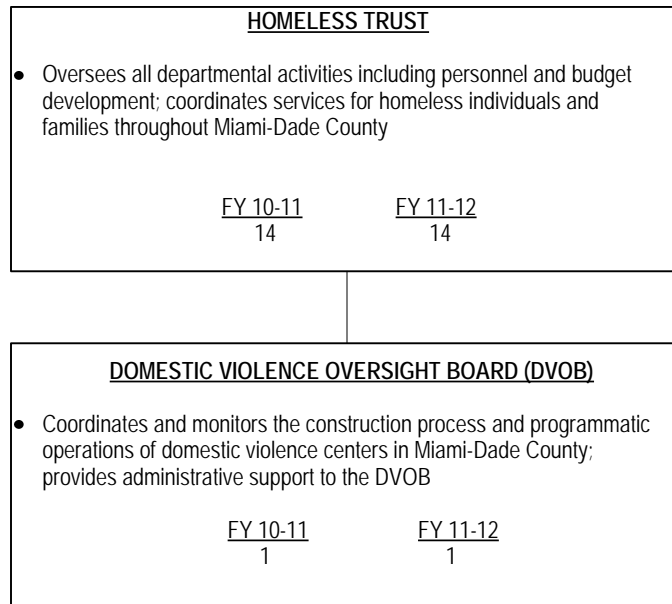 HOMELESS TRUST
• Oversees all departmental activities including personnel and budget
development; coordinates services for homeless individuals and
families throughout Miami-Dade County
FY 10-11 FY 11-12
14 14
DOMESTIC VIOLENCE OVERSIGHT BOARD (DVOB)
• Coordinates and monitors the construction process and programmatic
operations of domestic violence centers in Miami-Dade County;
provides administrative support to the DVOB
FY 10-11 FY 11-12
1 1